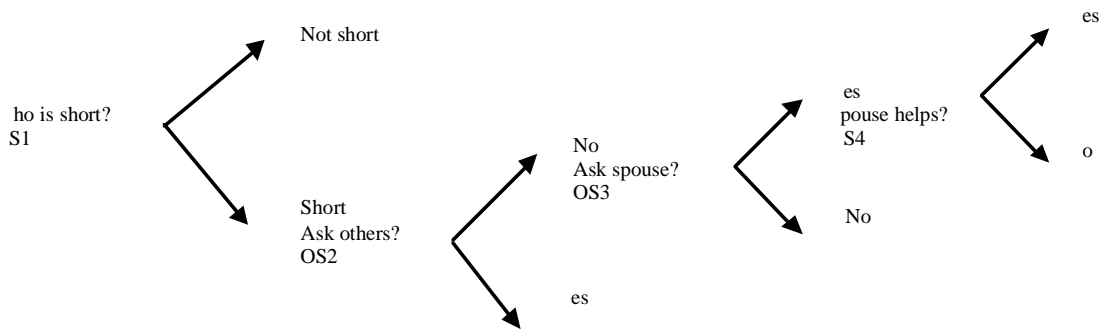 ho is short?
S1
Not short
Short
Ask others?
OS2
No
Ask spouse?
OS3
es
es
pouse helps?
S4
No
es
o